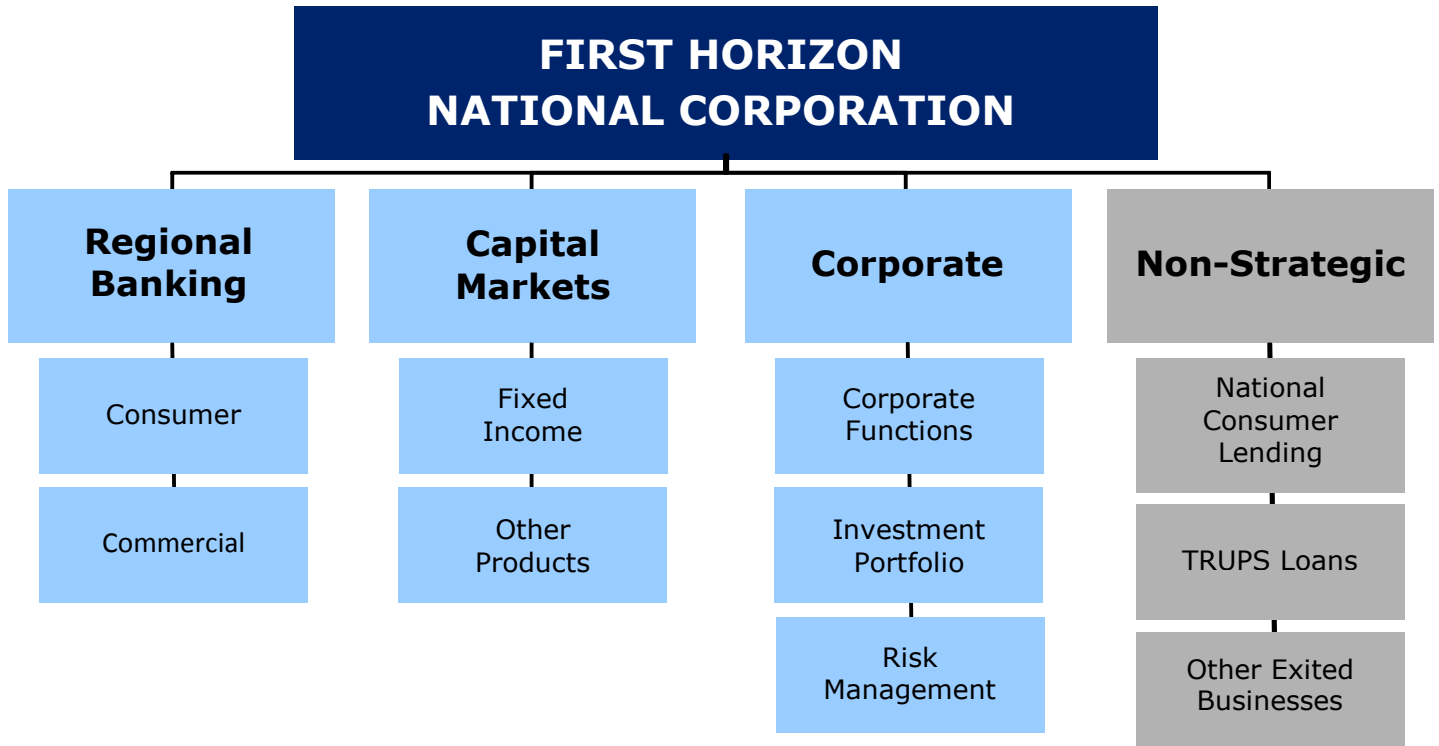 FIRST HORIZON
NATIONAL CORPORATION
Regional
Banking
Consumer
Commercial
Capital
Markets
Fixed
Income
Other
Products
Corporate
Corporate
Functions
Investment
Portfolio
Risk
Management
Non-Strategic
National
Consumer
Lending
TRUPS Loans
Other Exited
Businesses